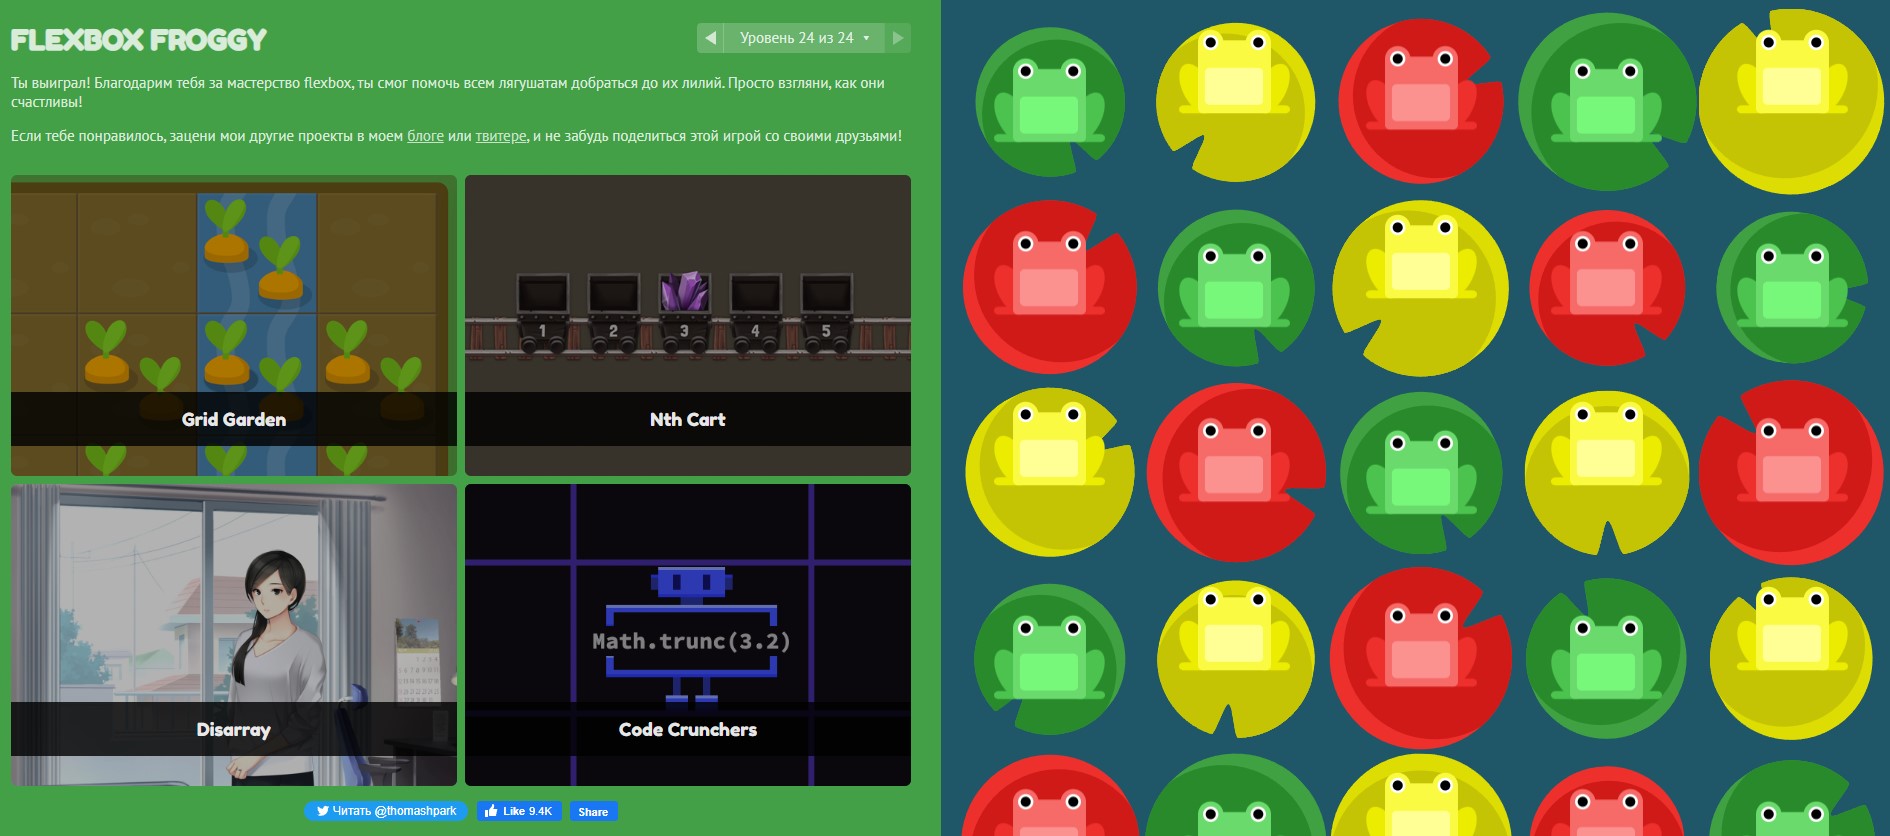 FLEXBOX FROGGY
Уровень 24 из 24
Ты выиграл! Благодарим тебя за мастерство flexbox, ты смог помочь всем лягушатам добраться до их лилий. Просто взгляни, как они
счастливы!
Если тебе понравилось, зацени мои другие проекты в моем блоге или твитере, и не забудь поделиться этой игрой со своими друзьями!
1 2 3 4 5
Grid Garden
Nth Cart
Math.trunc(3.2)
Disarray
Code Crunchers
Читать @thomashpark
Like 9.4K
Share